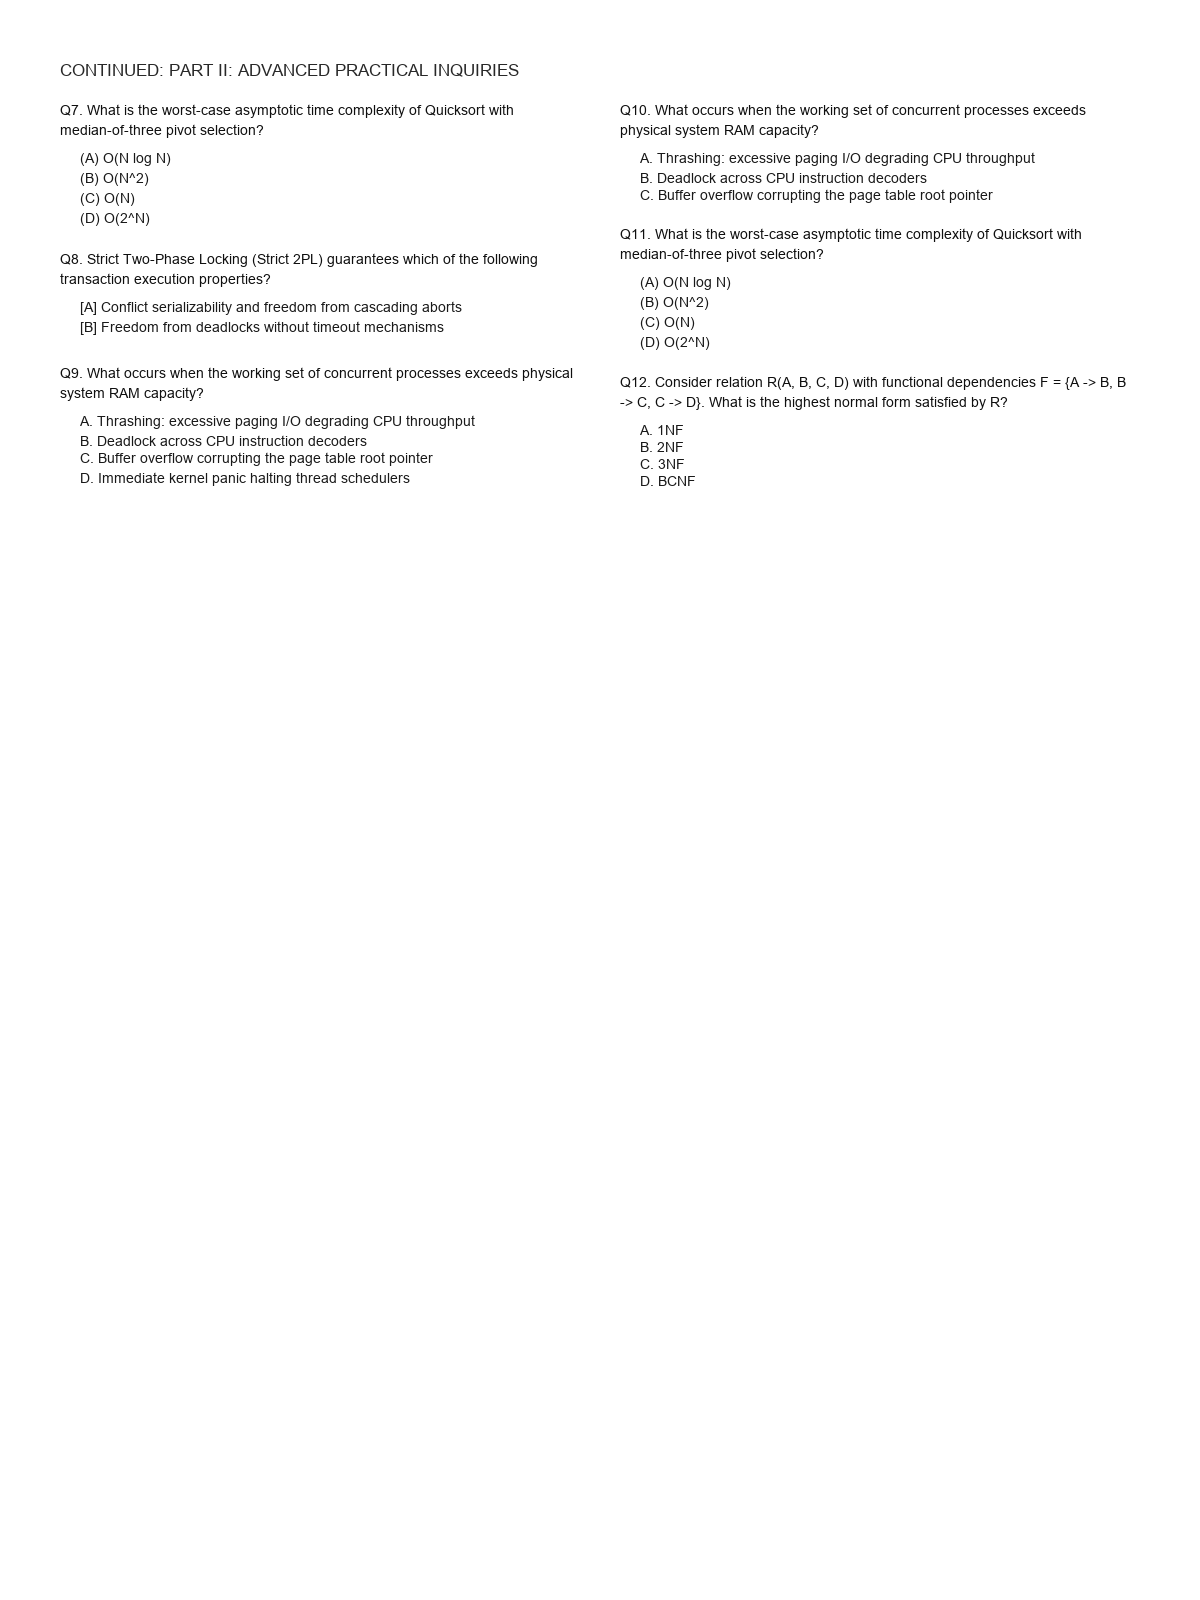 CONTINUED: PART II: ADVANCED PRACTICAL INQUIRIES
Q7. What is the worst-case asymptotic time complexity of Quicksort with
median-of-three pivot selection?
(A) O(N log N)
(B) O(N^2)
(C) O(N)
(D) O(2^N)
Q8. Strict Two-Phase Locking (Strict 2PL) guarantees which of the following
transaction execution properties?
[A] Conflict serializability and freedom from cascading aborts
[B] Freedom from deadlocks without timeout mechanisms
Q9. What occurs when the working set of concurrent processes exceeds physical
system RAM capacity?
A. Thrashing: excessive paging I/O degrading CPU throughput
B. Deadlock across CPU instruction decoders
C. Buffer overflow corrupting the page table root pointer
D. Immediate kernel panic halting thread schedulers
Q10. What occurs when the working set of concurrent processes exceeds
physical system RAM capacity?
A. Thrashing: excessive paging I/O degrading CPU throughput
B. Deadlock across CPU instruction decoders
C. Buffer overflow corrupting the page table root pointer
Q11. What is the worst-case asymptotic time complexity of Quicksort with
median-of-three pivot selection?
(A) O(N log N)
(B) O(N^2)
(C) O(N)
(D) O(2^N)
Q12. Consider relation R(A, B, C, D) with functional dependencies F = {A -> B, B
-> C, C -> D}. What is the highest normal form satisfied by R?
A. 1NF
B. 2NF
C. 3NF
D. BCNF